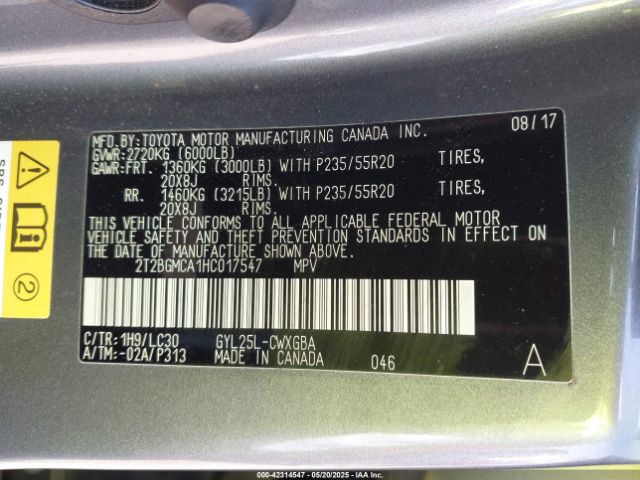 MFD.BY:TOYOTA MOTOR MANUFACTURING CANADA INC. 08/17
GVWR:2720KG (6000LB)
GAWR:FRT. 1360KG (3000LB) WITH P235/55R20 TIRES,
20X8J RIMS.
RR. 1460KG (3215LB) WITH P235/55R20 TIRES,
20X8J RIMS.
THIS VEHICLE CONFORMS TO ALL APPLICABLE FEDERAL MOTOR
VEHICLE SAFETY AND THEFT PREVENTION STANDARDS IN EFFECT ON
THE DATE OF MANUFACTURE SHOWN ABOVE.
2T2BGMCA1HC017547 MPV
C/TR:1H9/LC30 GYL25L-CWXGBA
A/TM:-02A/P313 MADE IN CANADA 046 A
2
00-42314547 - 05/20/2025 - IAA Inc.